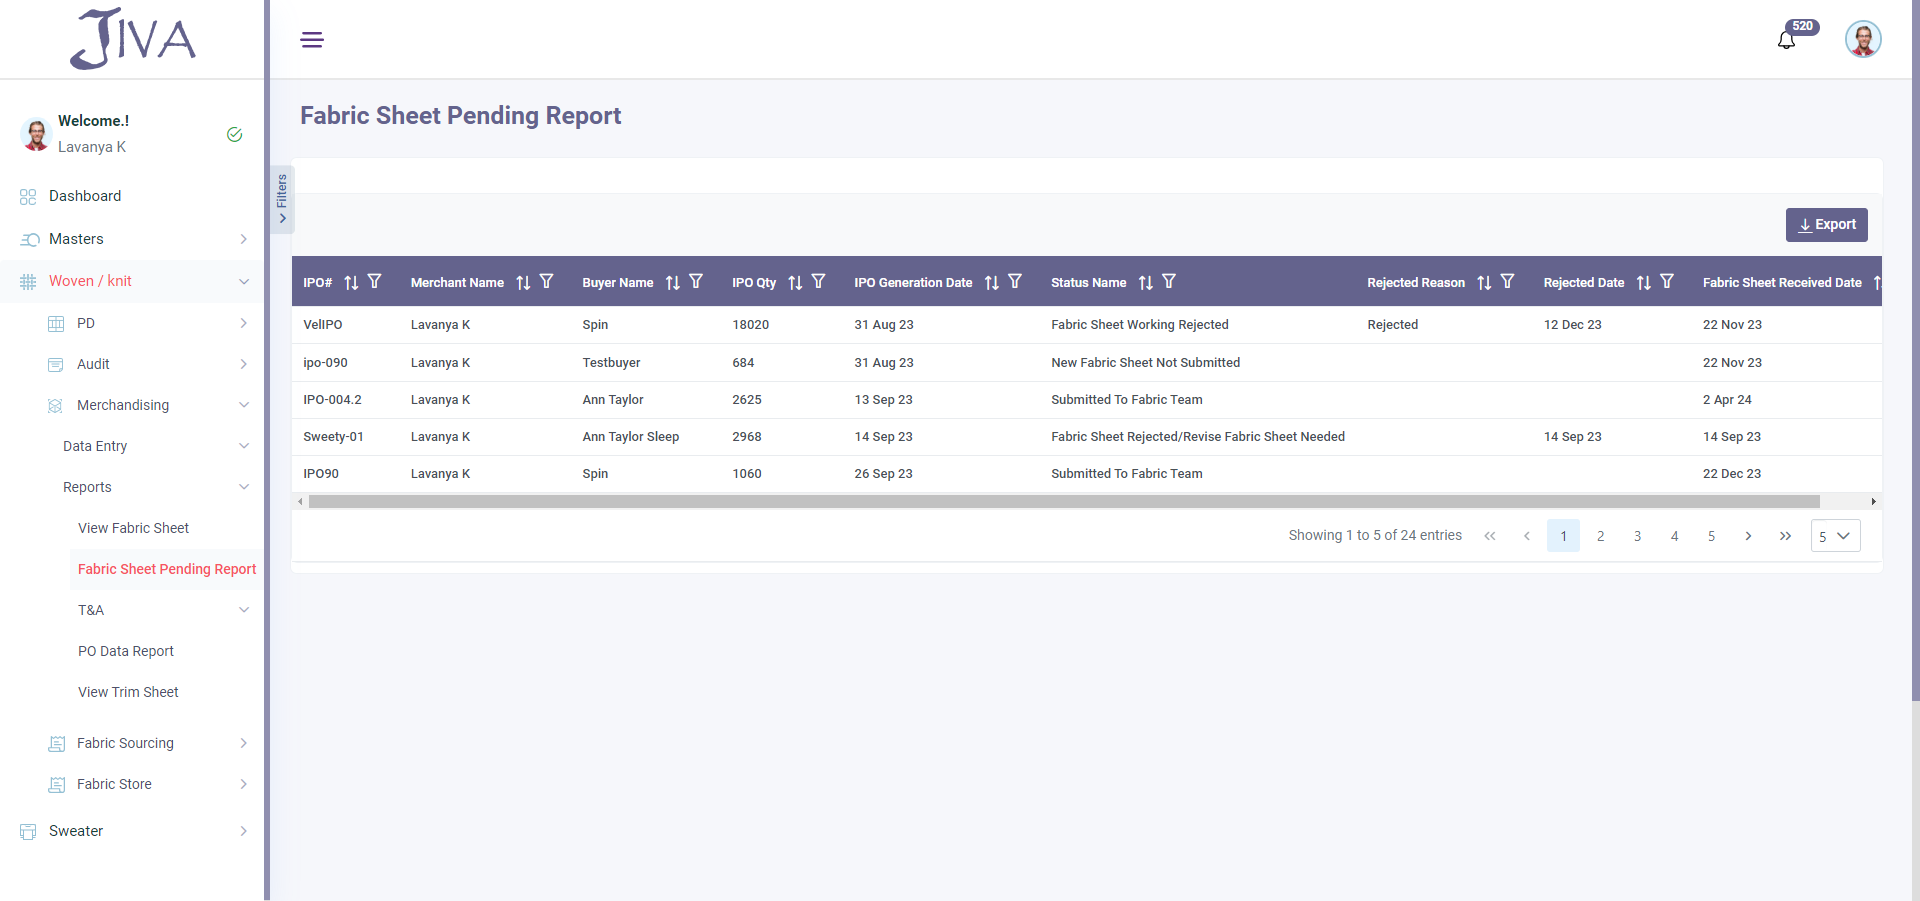 JIVA
520
Welcome.!
Lavanya K
Dashboard
Masters
Woven / knit
PD
Audit
Merchandising
Data Entry
Reports
View Fabric Sheet
Fabric Sheet Pending Report
T&A
PO Data Report
View Trim Sheet
Fabric Sourcing
Fabric Store
Sweater
Fabric Sheet Pending Report
Filters
Export
IPO# Merchant Name Buyer Name IPO Qty IPO Generation Date Status Name Rejected Reason Rejected Date Fabric Sheet Received Date
VelIPO Lavanya K Spin 18020 31 Aug 23 Fabric Sheet Working Rejected Rejected 12 Dec 23 22 Nov 23
ipo-090 Lavanya K Testbuyer 684 31 Aug 23 New Fabric Sheet Not Submitted 22 Nov 23
IPO-004.2 Lavanya K Ann Taylor 2625 13 Sep 23 Submitted To Fabric Team 2 Apr 24
Sweety-01 Lavanya K Ann Taylor Sleep 2968 14 Sep 23 Fabric Sheet Rejected/Revise Fabric Sheet Needed 14 Sep 23 14 Sep 23
IPO90 Lavanya K Spin 1060 26 Sep 23 Submitted To Fabric Team 22 Dec 23
Showing 1 to 5 of 24 entries 1 2 3 4 5 5